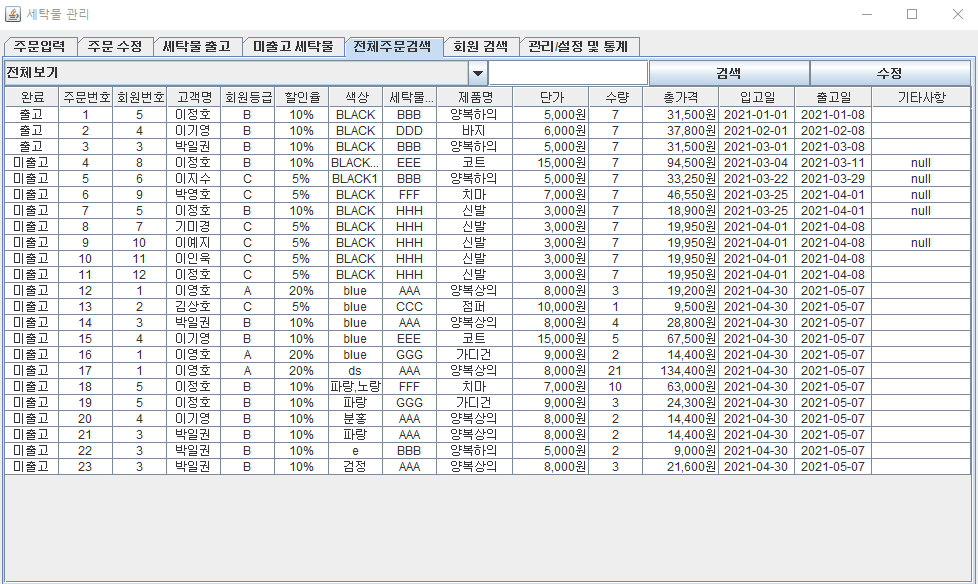 세탁물 관리
주문입력 주문 수정 세탁물 출고 미출고 세탁물 전체주문검색 회원 검색 관리/설정 및 통계
전체보기 검색 수정
완료 주문번호 회원번호 고객명 회원등급 할인율 색상 세탁물... 제품명 단가 수량 총가격 입고일 출고일 기타사항
출고 1 5 이정호 B 10% BLACK BBB 양복하의 5,000원 7 31,500원 2021-01-01 2021-01-08
출고 2 4 이기영 B 10% BLACK DDD 바지 6,000원 7 37,800원 2021-02-01 2021-02-08
출고 3 3 박일권 B 10% BLACK BBB 양복하의 5,000원 7 31,500원 2021-03-01 2021-03-08
미출고 4 8 이정호 B 10% BLACK... EEE 코트 15,000원 7 94,500원 2021-03-04 2021-03-11 null
미출고 5 6 이지수 C 5% BLACK1 BBB 양복하의 5,000원 7 33,250원 2021-03-22 2021-03-29 null
미출고 6 9 박영호 C 5% BLACK FFF 치마 7,000원 7 46,550원 2021-03-25 2021-04-01 null
미출고 7 5 이정호 B 10% BLACK HHH 신발 3,000원 7 18,900원 2021-03-25 2021-04-01 null
미출고 8 7 기미경 C 5% BLACK HHH 신발 3,000원 7 19,950원 2021-04-01 2021-04-08
미출고 9 10 이예지 C 5% BLACK HHH 신발 3,000원 7 19,950원 2021-04-01 2021-04-08 null
미출고 10 11 이인욱 C 5% BLACK HHH 신발 3,000원 7 19,950원 2021-04-01 2021-04-08
미출고 11 12 이정호 C 5% BLACK HHH 신발 3,000원 7 19,950원 2021-04-01 2021-04-08
미출고 12 1 이영호 A 20% blue AAA 양복상의 8,000원 3 19,200원 2021-04-30 2021-05-07
미출고 13 2 김상호 C 5% blue CCC 점퍼 10,000원 1 9,500원 2021-04-30 2021-05-07
미출고 14 3 박일권 B 10% blue AAA 양복상의 8,000원 4 28,800원 2021-04-30 2021-05-07
미출고 15 4 이기영 B 10% blue EEE 코트 15,000원 5 67,500원 2021-04-30 2021-05-07
미출고 16 1 이영호 A 20% blue GGG 가디건 9,000원 2 14,400원 2021-04-30 2021-05-07
미출고 17 1 이영호 A 20% ds AAA 양복상의 8,000원 21 134,400원 2021-04-30 2021-05-07
미출고 18 5 이정호 B 10% 파랑,노랑 FFF 치마 7,000원 10 63,000원 2021-04-30 2021-05-07
미출고 19 5 이정호 B 10% 파랑 GGG 가디건 9,000원 3 24,300원 2021-04-30 2021-05-07
미출고 20 4 이기영 B 10% 분홍 AAA 양복상의 8,000원 2 14,400원 2021-04-30 2021-05-07
미출고 21 3 박일권 B 10% 파랑 AAA 양복상의 8,000원 2 14,400원 2021-04-30 2021-05-07
미출고 22 3 박일권 B 10% e BBB 양복하의 5,000원 2 9,000원 2021-04-30 2021-05-07
미출고 23 3 박일권 B 10% 검정 AAA 양복상의 8,000원 3 21,600원 2021-04-30 2021-05-07